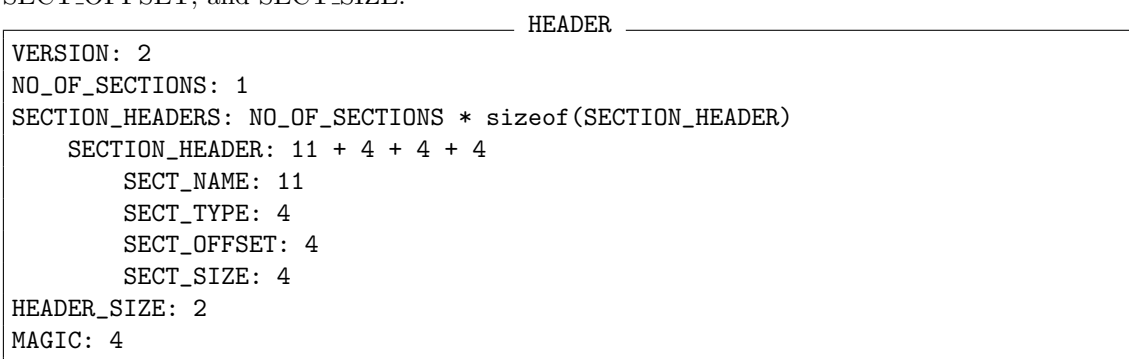 SECT_OFFSET, and SECT_SIZE.
HEADER
VERSION: 2
NO_OF_SECTIONS: 1
SECTION_HEADERS: NO_OF_SECTIONS * sizeof(SECTION_HEADER)
SECTION_HEADER: 11 + 4 + 4 + 4
SECT_NAME: 11
SECT_TYPE: 4
SECT_OFFSET: 4
SECT_SIZE: 4
HEADER_SIZE: 2
MAGIC: 4